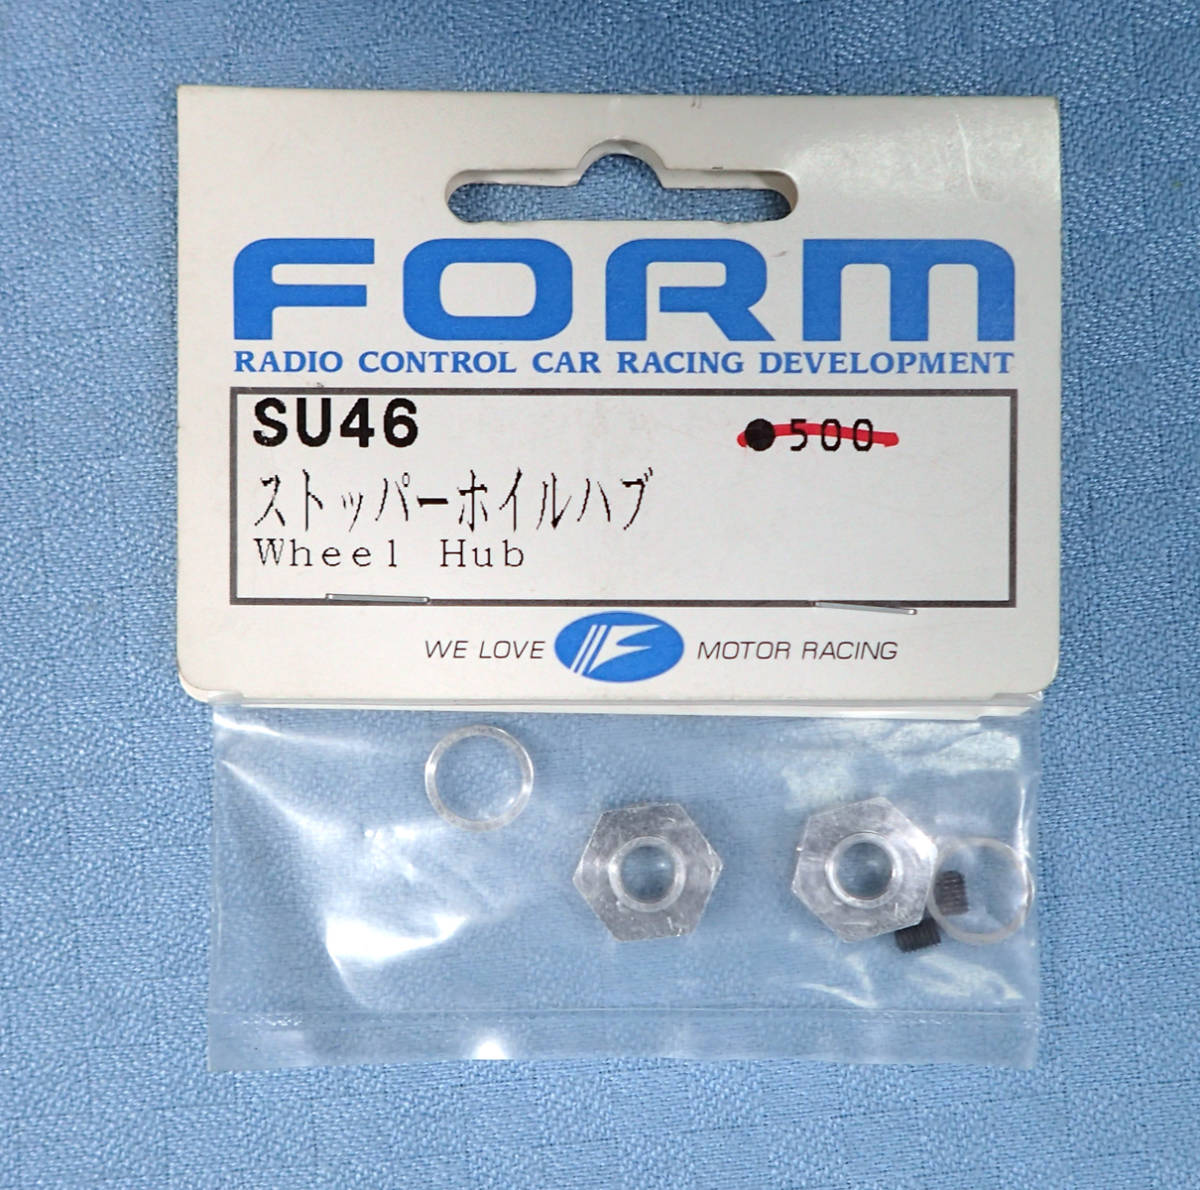 FORM
RADIO CONTROL CAR RACING DEVELOPMENT
SU46 ●500
ストッパーホイルハブ
Wheel Hub
WE LOVE F MOTOR RACING